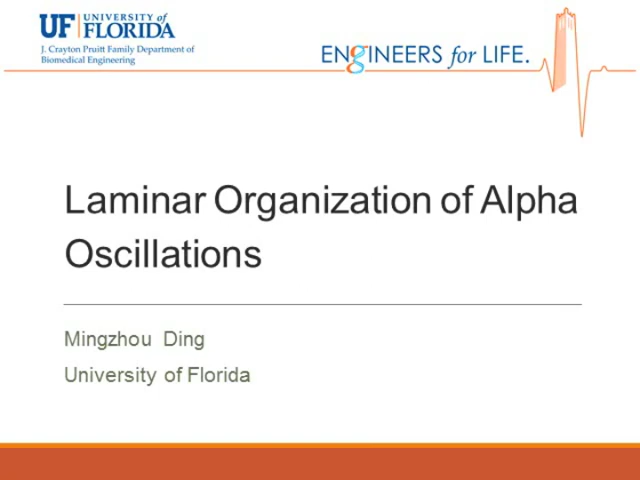 UF UNIVERSITY of FLORIDA
J. Crayton Pruitt Family Department of
Biomedical Engineering
ENGINEERS for LIFE.
Laminar Organization of Alpha
Oscillations
Mingzhou Ding
University of Florida